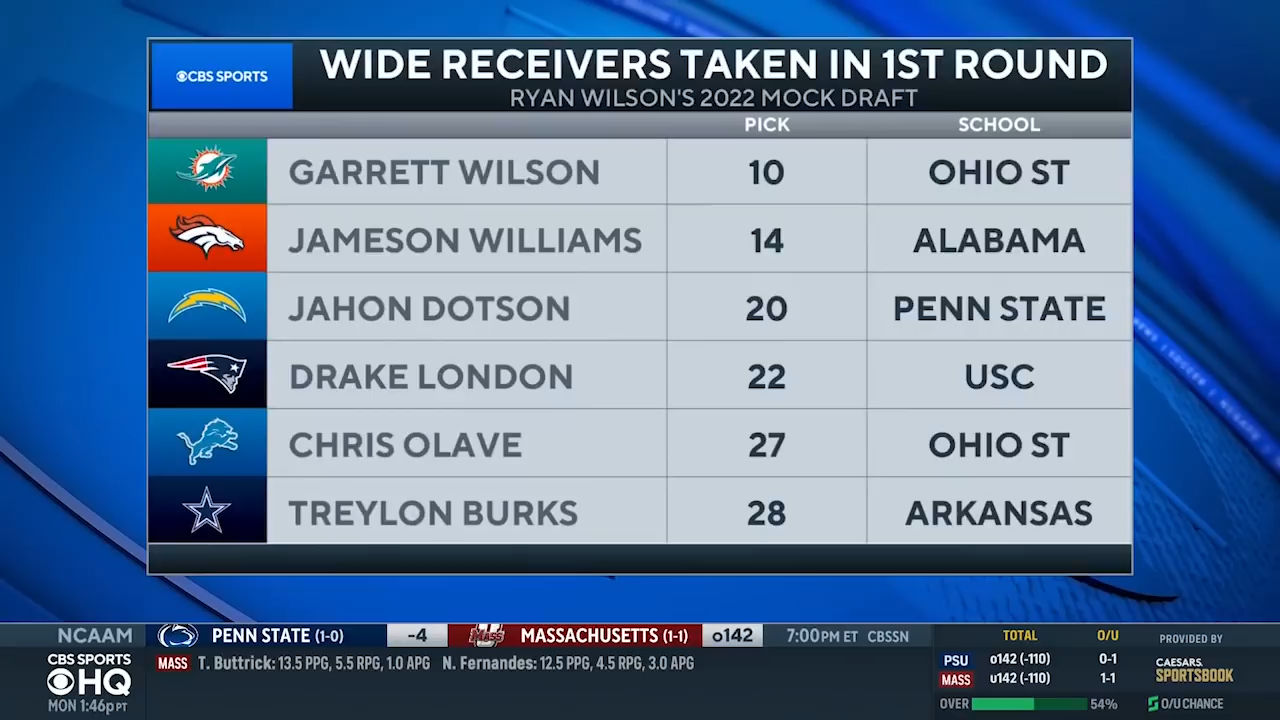 CBS SPORTS
WIDE RECEIVERS TAKEN IN 1ST ROUND
RYAN WILSON'S 2022 MOCK DRAFT
PICK SCHOOL
GARRETT WILSON 10 OHIO ST
JAMESON WILLIAMS 14 ALABAMA
JAHON DOTSON 20 PENN STATE
DRAKE LONDON 22 USC
CHRIS OLAVE 27 OHIO ST
TREYLON BURKS 28 ARKANSAS
NCAAM PENN STATE (1-0) -4 MASSACHUSETTS (1-1) o142 7:00PM ET CBSSN
CBS SPORTS HQ
MON 1:46p PT
MASS T. Buttrick: 13.5 PPG, 5.5 RPG, 1.0 APG N. Fernandes: 12.5 PPG, 4.5 RPG, 3.0 APG
TOTAL O/U
PSU o142 (-110) 0-1
MASS u142 (-110) 1-1
OVER 54%
PROVIDED BY
CAESARS
SPORTSBOOK
O/U CHANCE